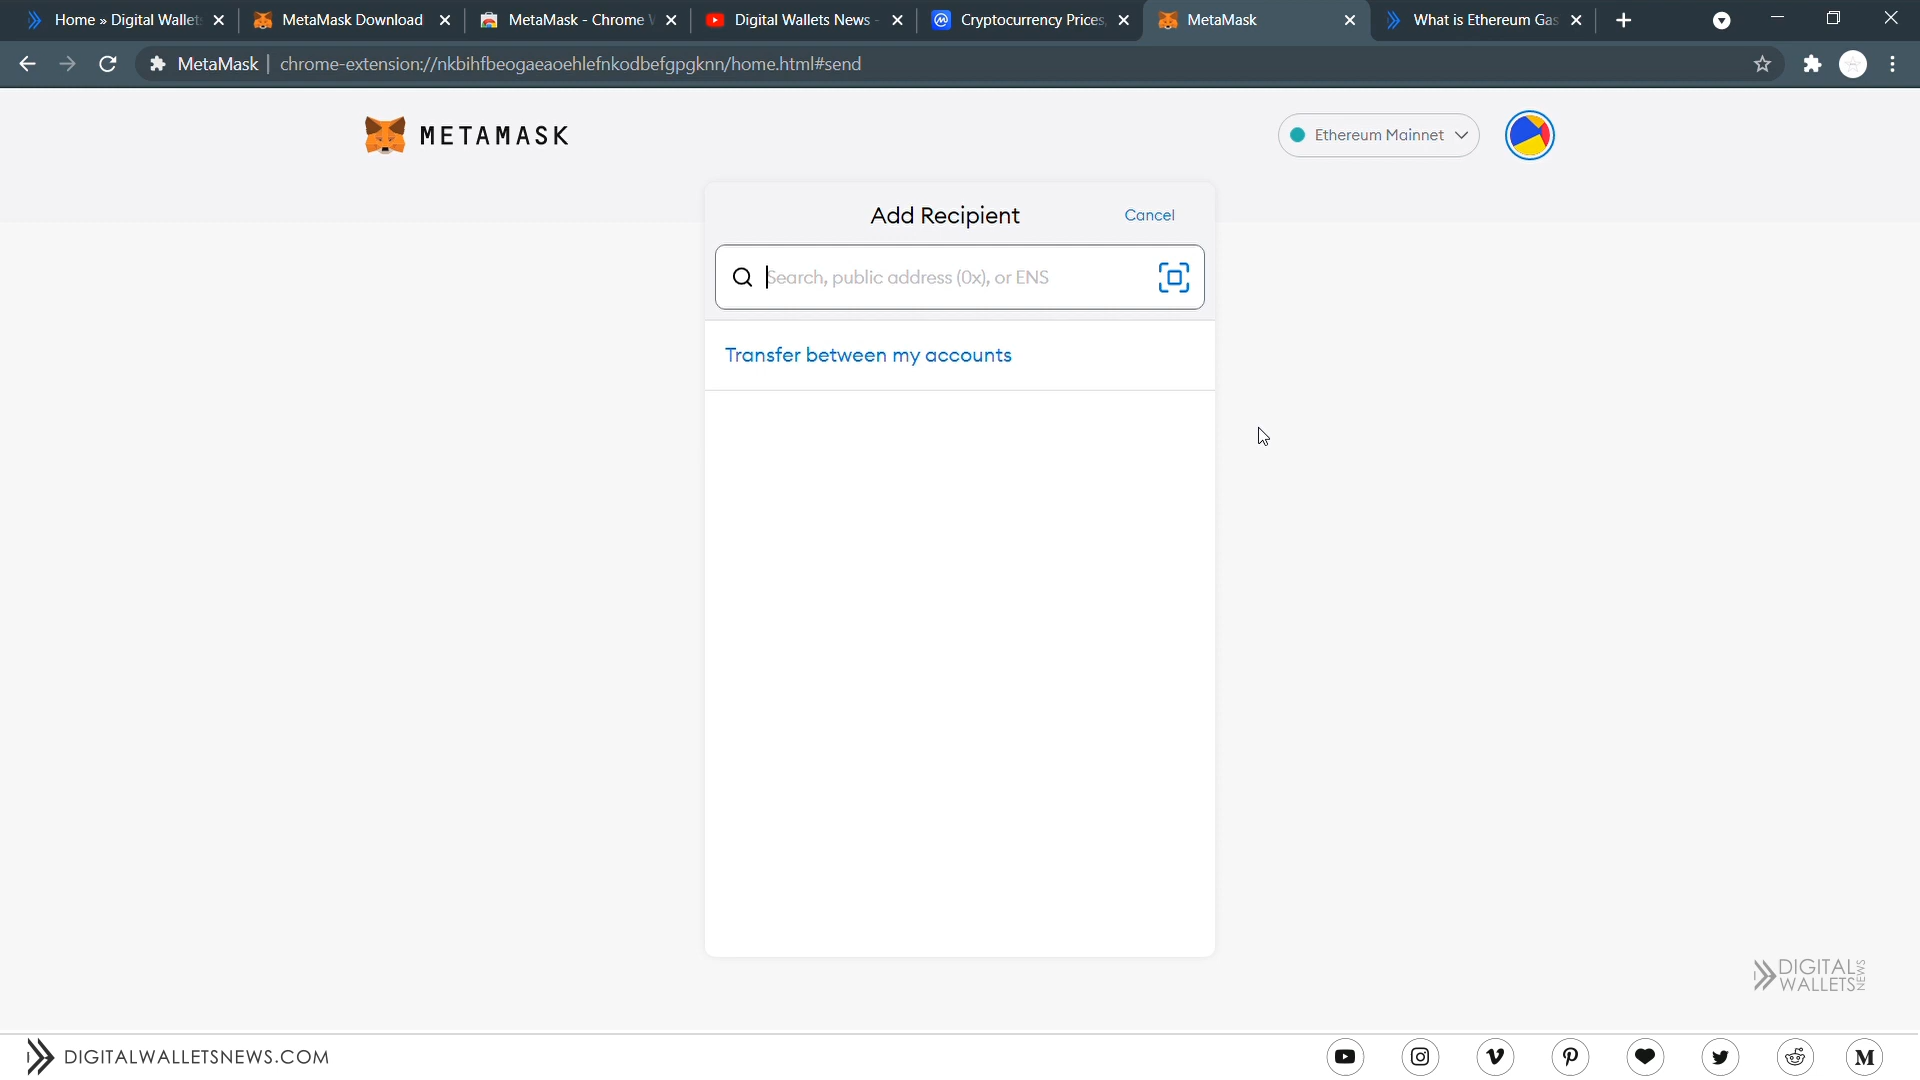 Home » Digital Wallet
MetaMask Download
MetaMask - Chrome
Digital Wallets News -
Cryptocurrency Prices,
MetaMask
What is Ethereum Gas
MetaMask | chrome-extension://nkbihfbeogaeaoehlefnkodbefgpgknn/home.html#send
METAMASK
Ethereum Mainnet
Add Recipient
Cancel
Search, public address (0x), or ENS
Transfer between my accounts
DIGITAL
WALLETS
NEWS
DIGITALWALLETSNEWS.COM